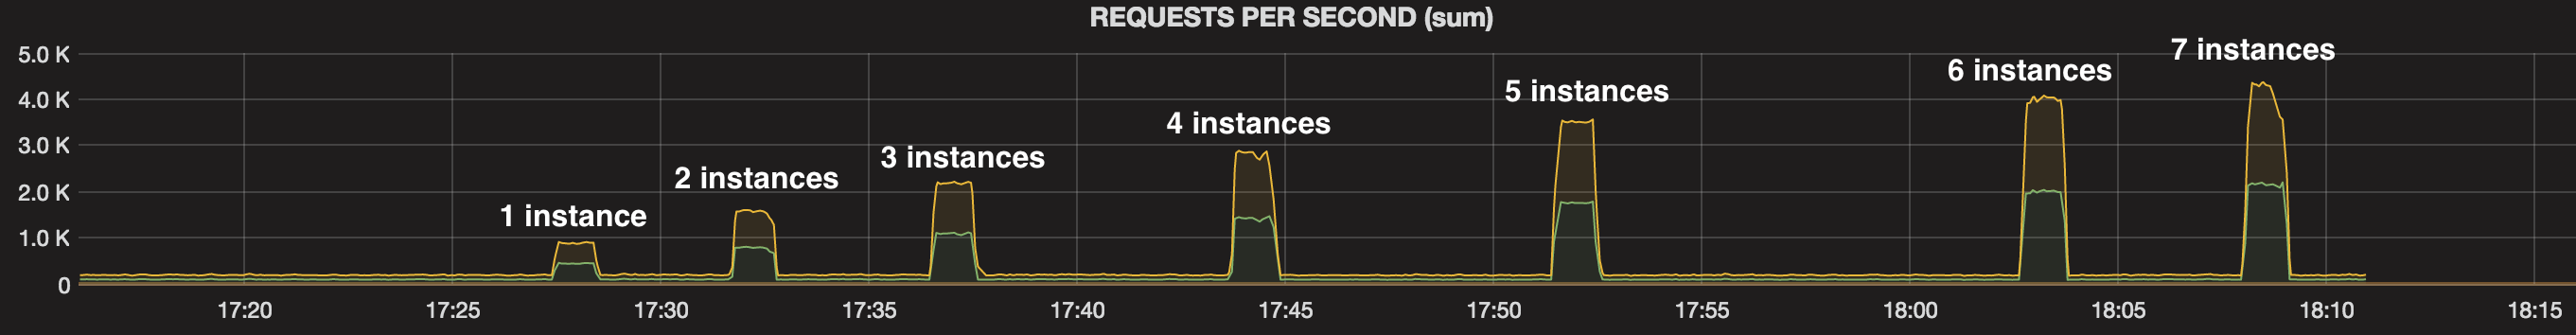 REQUESTS PER SECOND (sum)
5.0 K
4.0 K
3.0 K
2.0 K
1.0 K
0
1 instance
2 instances
3 instances
4 instances
5 instances
6 instances
7 instances
17:20
17:25
17:30
17:35
17:40
17:45
17:50
17:55
18:00
18:05
18:10
18:15